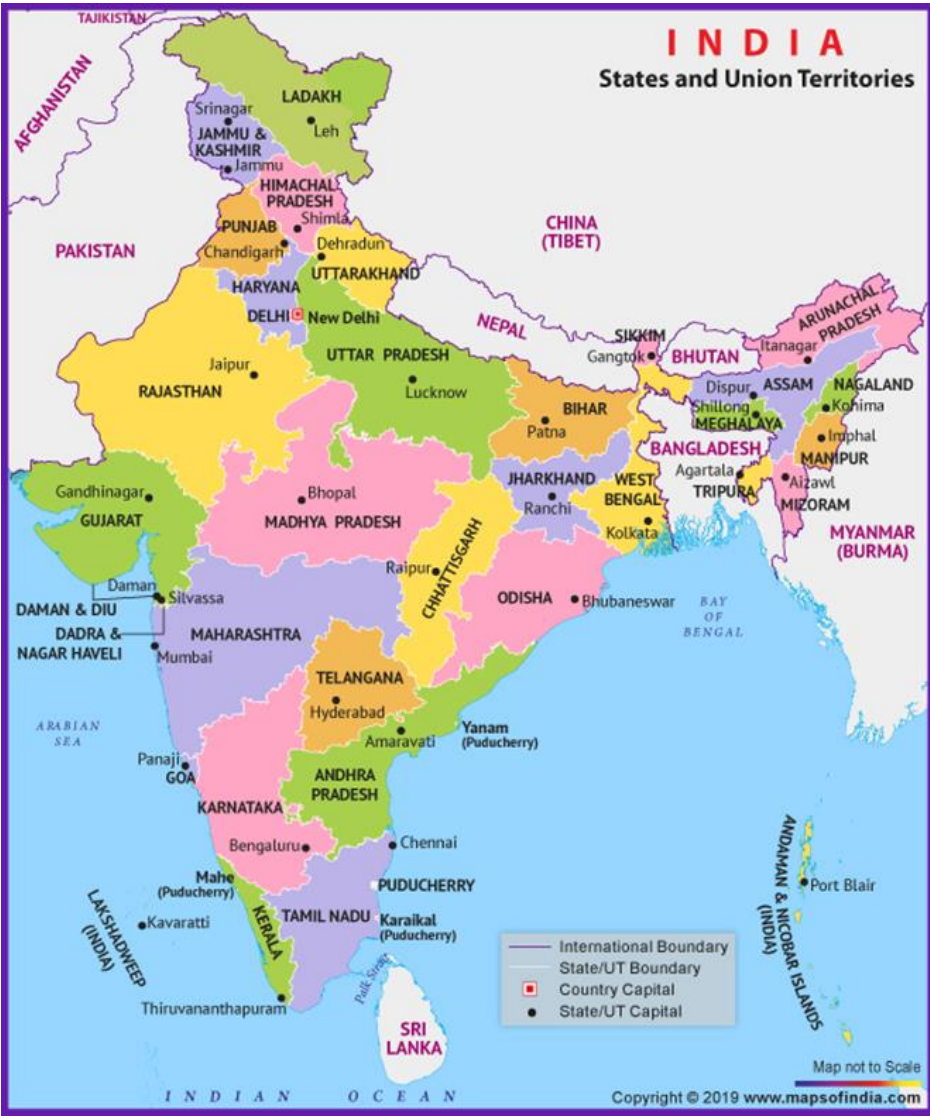 TAJIKISTAN
INDIA
States and Union Territories
AFGHANISTAN
LADAKH
Srinagar
Leh
JAMMU &
KASHMIR
Jammu
HIMACHAL
PRADESH
Shimla
PUNJAB
Chandigarh
Dehradun
UTTARAKHAND
CHINA
(TIBET)
PAKISTAN
HARYANA
DELHI
New Delhi
NEPAL
SIKKIM
Gangtok
BHUTAN
ARUNACHAL
PRADESH
Itanagar
UTTAR PRADESH
Lucknow
Jaipur
RAJASTHAN
BIHAR
Patna
Dispur
ASSAM
NAGALAND
Shillong
MEGHALAYA
Kohima
Imphal
MANIPUR
BANGLADESH
Agartala
TRIPURA
Aizawl
MIZORAM
JHARKHAND
Ranchi
WEST
BENGAL
Kolkata
Gandhinagar
GUJARAT
Bhopal
MADHYA PRADESH
MYANMAR
(BURMA)
Raipur
CHHATTISGARH
ODISHA
Bhubaneswar
BAY
OF
BENGAL
Daman
Silvassa
DAMAN & DIU
DADRA &
NAGAR HAVELI
MAHARASHTRA
Mumbai
TELANGANA
Hyderabad
ARABIAN
SEA
Amaravati
Yanam
(Puducherry)
Panaji
GOA
ANDHRA
PRADESH
KARNATAKA
Bengaluru
Chennai
Mahe
(Puducherry)
PUDUCHERRY
KERALA
TAMIL NADU
Karaikal
(Puducherry)
LAKSHADWEEP
(INDIA)
Kavaratti
ANDAMAN & NICOBAR ISLANDS
(INDIA)
Port Blair
Palk Strait
Thiruvananthapuram
SRI
LANKA
International Boundary
State/UT Boundary
Country Capital
State/UT Capital
INDIAN OCEAN
Map not to Scale
Copyright © 2019 www.mapsofindia.com